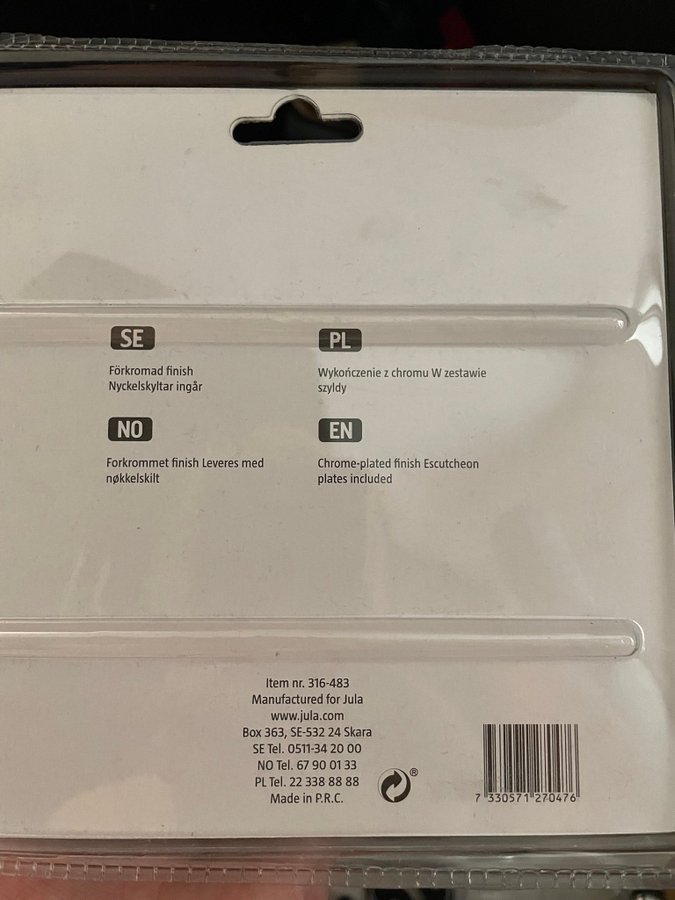 SE
Förkromad finish
Nyckelskyltar ingår
PL
Wykończenie z chromu W zestawie
szyldy
NO
Forkrommet finish Leveres med
nøkkelskilt
EN
Chrome-plated finish Escutcheon
plates included
Item nr. 316-483
Manufactured for Jula
www.jula.com
Box 363, SE-532 24 Skara
SE Tel. 0511-34 20 00
NO Tel. 67 90 01 33
PL Tel. 22 338 88 88
Made in P.R.C.
®
7 330571 270476